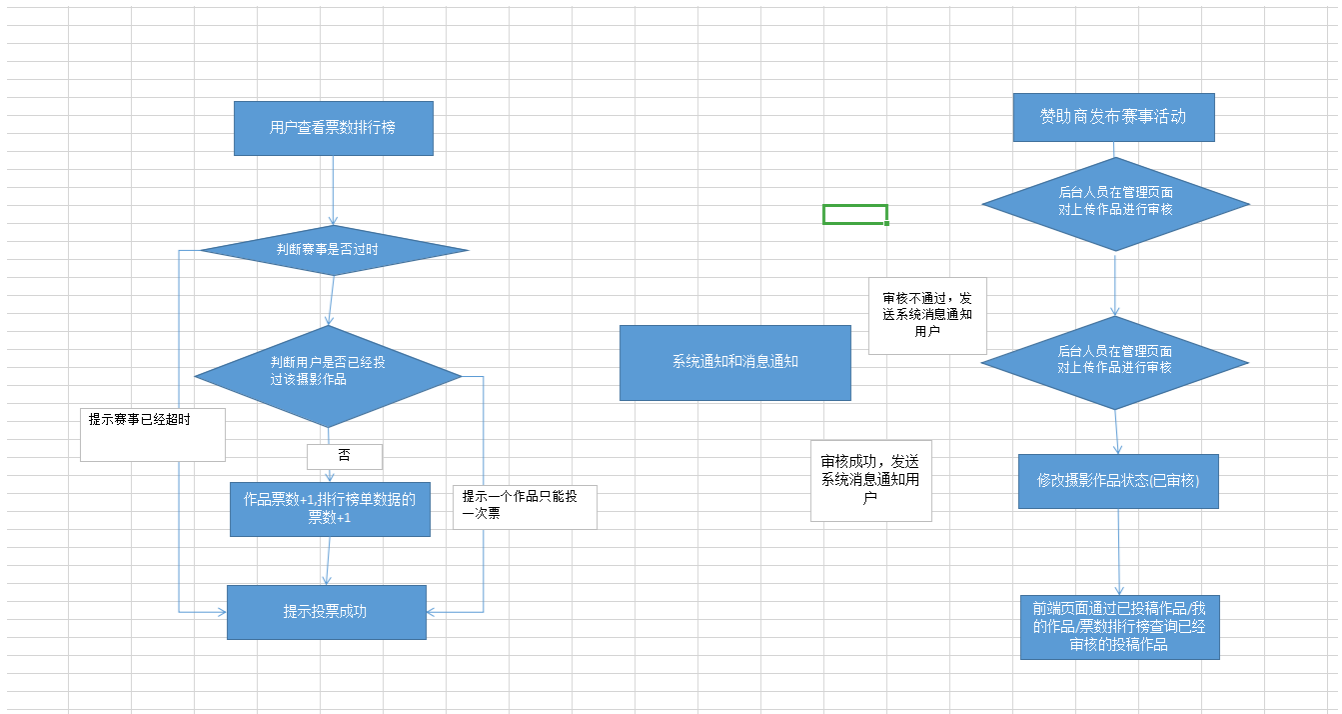 用户查看票数排行榜
判断赛事是否过时
判断用户是否已经投
过该摄影作品
提示赛事已经超时
否
作品票数+1,排行榜单数据的
票数+1
提示一个作品只能投
一次票
提示投票成功
系统通知和消息通知
审核不通过，发
送系统消息通知
用户
审核成功，发送
系统消息通知用
户
赞助商发布赛事活动
后台人员在管理页面
对上传作品进行审核
后台人员在管理页面
对上传作品进行审核
修改摄影作品状态(已审核)
前端页面通过已投稿作品/我
的作品/票数排行榜查询已经
审核的投稿作品